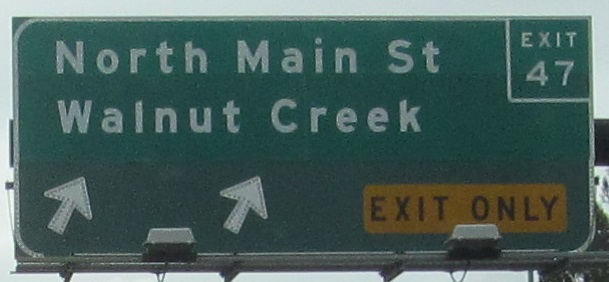 North Main St
Walnut Creek
EXIT
47
EXIT ONLY